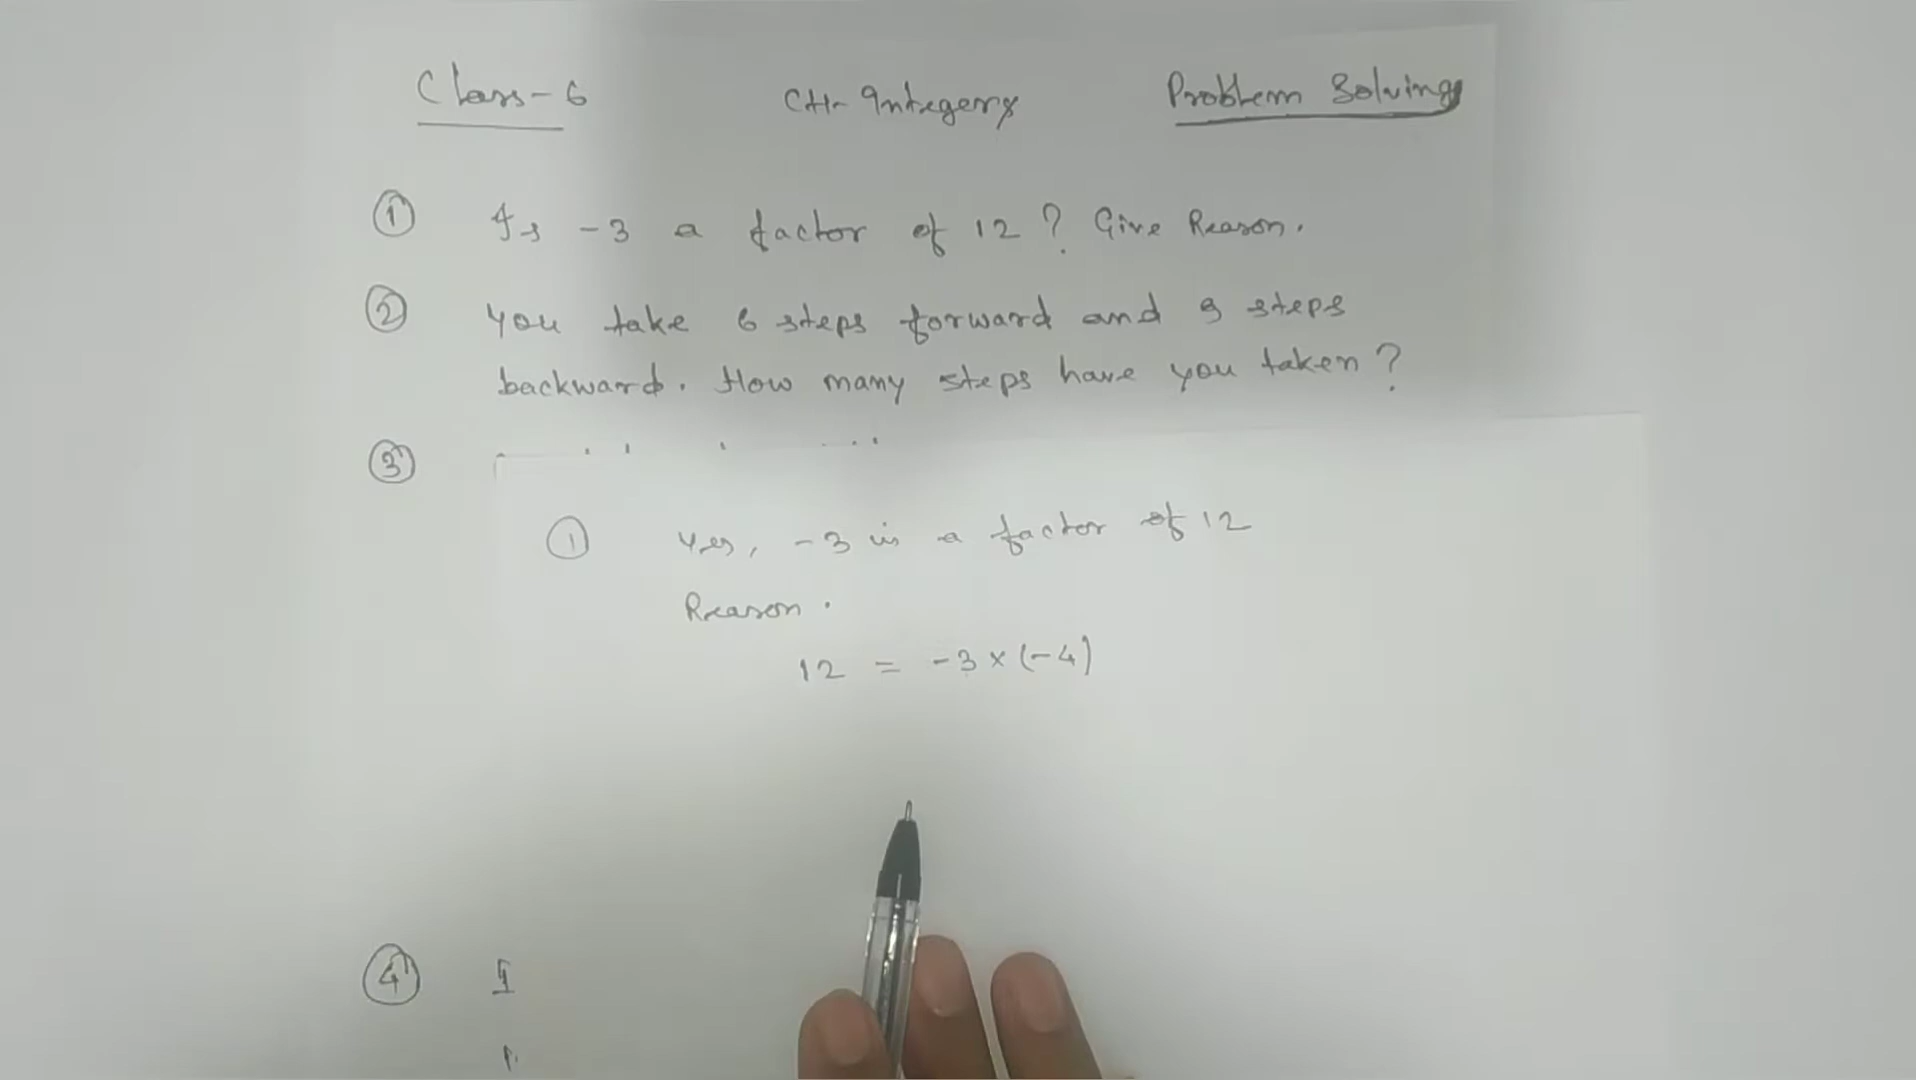 Class-6 CH- Integers Problem Solving
① Is -3 a factor of 12 ? Give Reason.
② You take 6 steps forward and 9 steps
backward. How many steps have you taken ?
③
① Yes, -3 is a factor of 12
Reason.
12 = -3 × (-4)
④ I